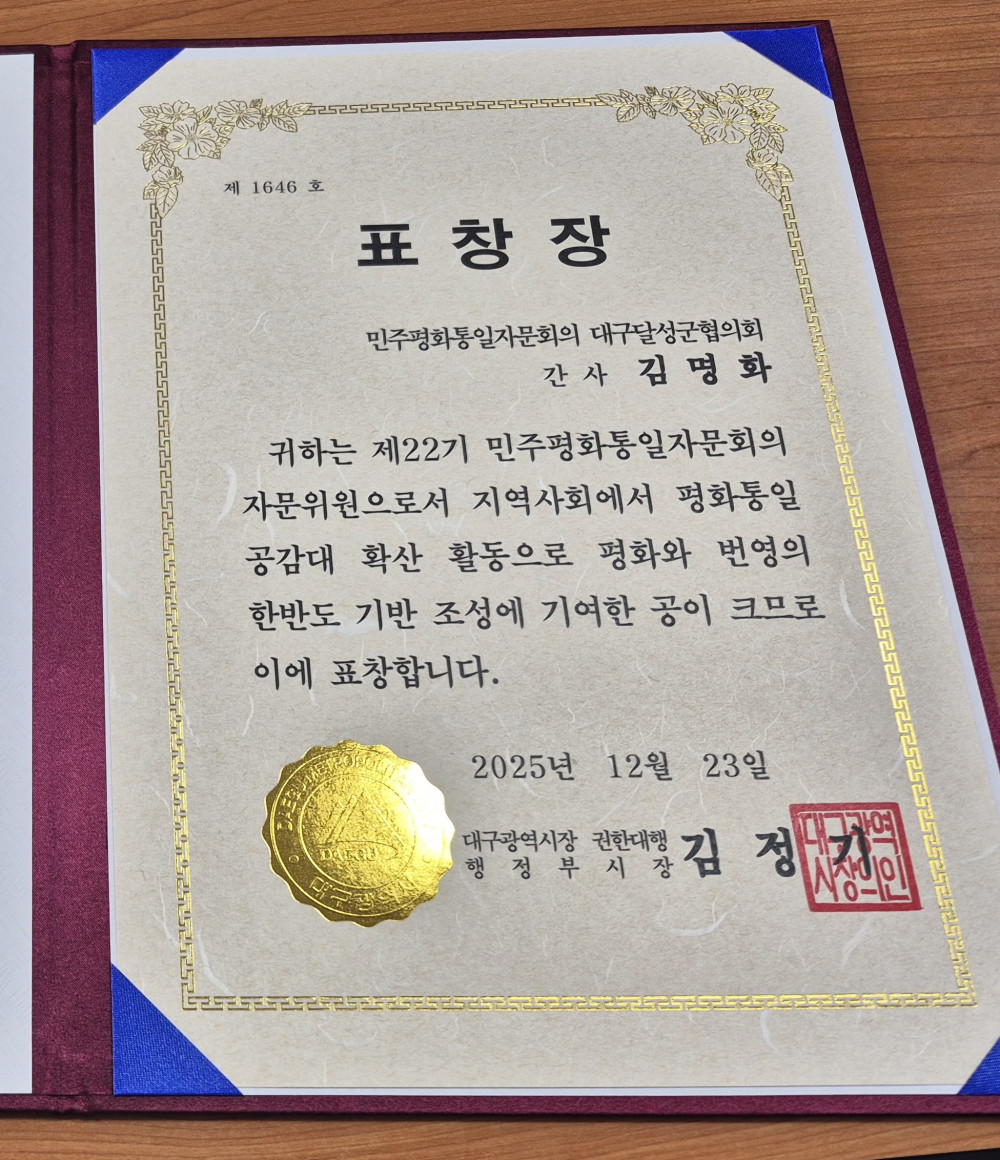 제 1646 호
표 창 장
민주평화통일자문회의 대구달성군협의회
간 사 김 명 화
귀하는 제22기 민주평화통일자문회의
자문위원으로서 지역사회에서 평화통일
공감대 확산 활동으로 평화와 번영의
한반도 기반 조성에 기여한 공이 크므로
이에 표창합니다.
2025년 12월 23일
대구광역시장 권한대행
행 정 부 시 장 김 정 기
대구광역
시장의인
DAEGU
대구광역